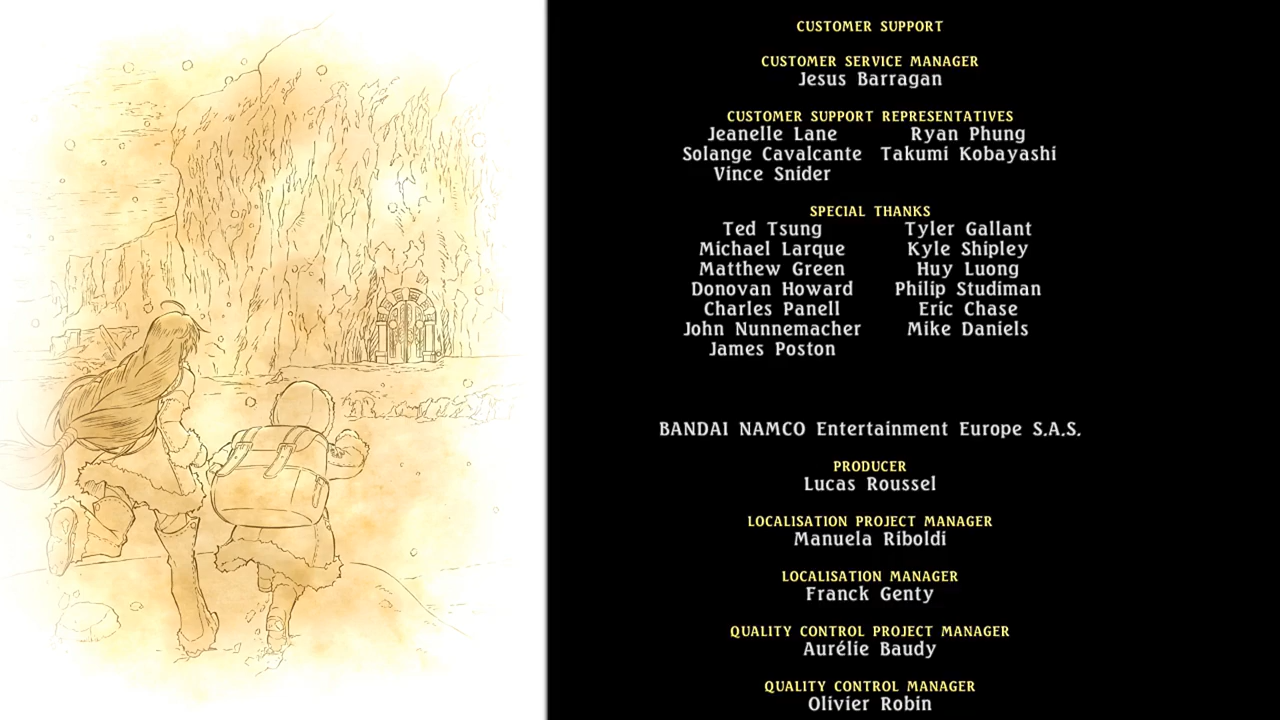 CUSTOMER SUPPORT
CUSTOMER SERVICE MANAGER
Jesus Barragan
CUSTOMER SUPPORT REPRESENTATIVES
Jeanelle Lane Ryan Phung
Solange Cavalcante Takumi Kobayashi
Vince Snider
SPECIAL THANKS
Ted Tsung Tyler Gallant
Michael Larque Kyle Shipley
Matthew Green Huy Luong
Donovan Howard Philip Studiman
Charles Panell Eric Chase
John Nunnemacher Mike Daniels
James Poston
BANDAI NAMCO Entertainment Europe S.A.S.
PRODUCER
Lucas Roussel
LOCALISATION PROJECT MANAGER
Manuela Riboldi
LOCALISATION MANAGER
Franck Genty
QUALITY CONTROL PROJECT MANAGER
Aurélie Baudy
QUALITY CONTROL MANAGER
Olivier Robin